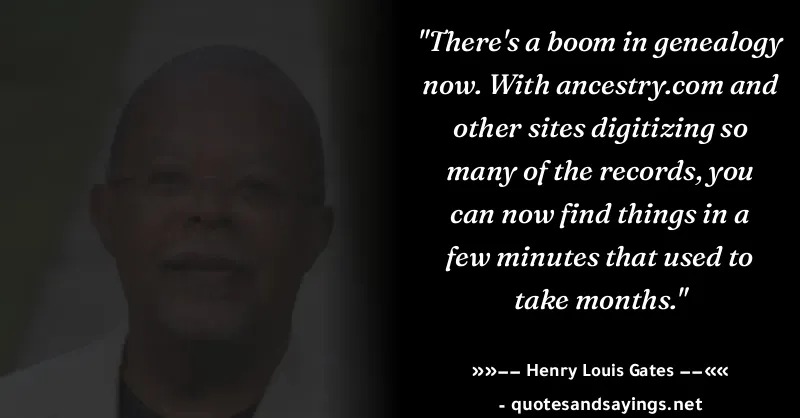 "There's a boom in genealogy
now. With ancestry.com and
other sites digitizing so
many of the records, you
can now find things in a
few minutes that used to
take months."
»»–– Henry Louis Gates ––««
- quotesandsayings.net